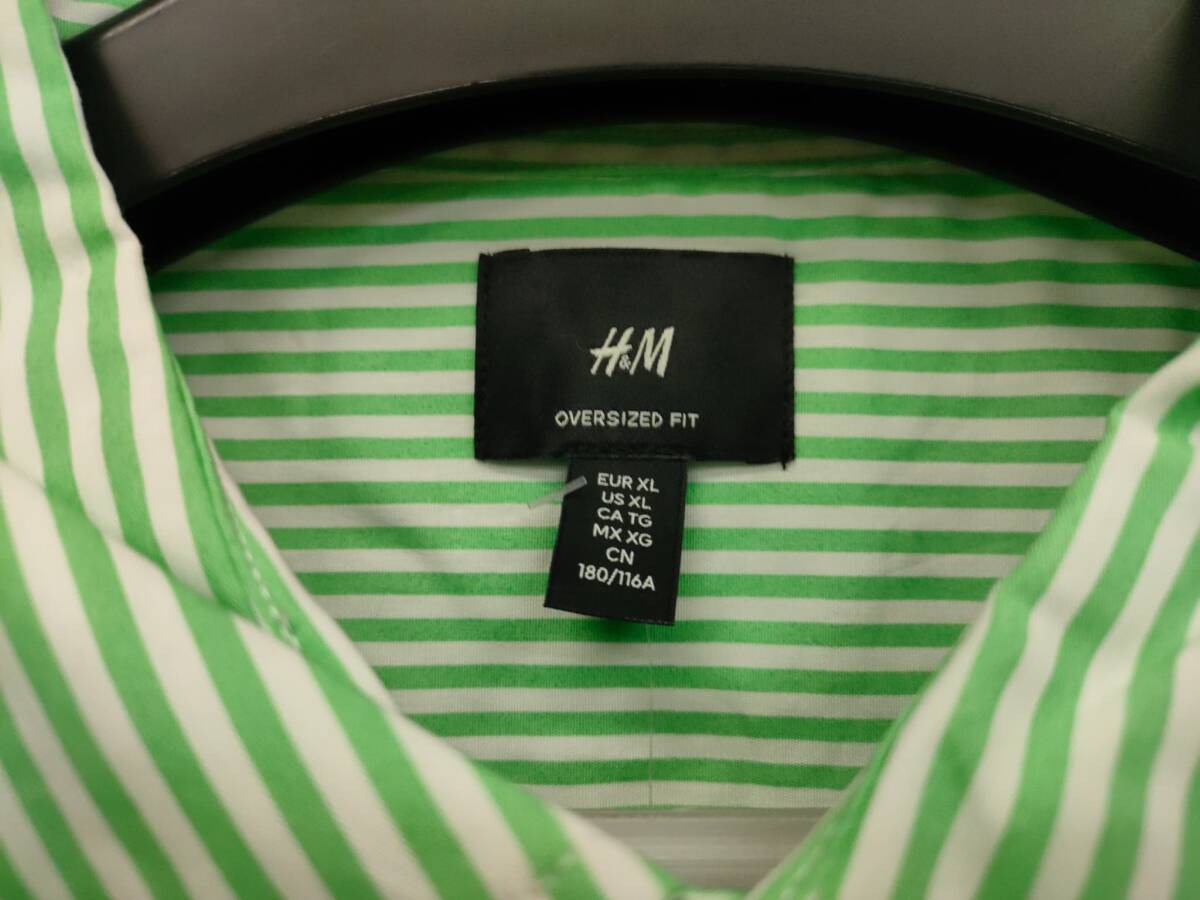 H&M
OVERSIZED FIT
EUR XL
US XL
CA TG
MX XG
CN
180/116A